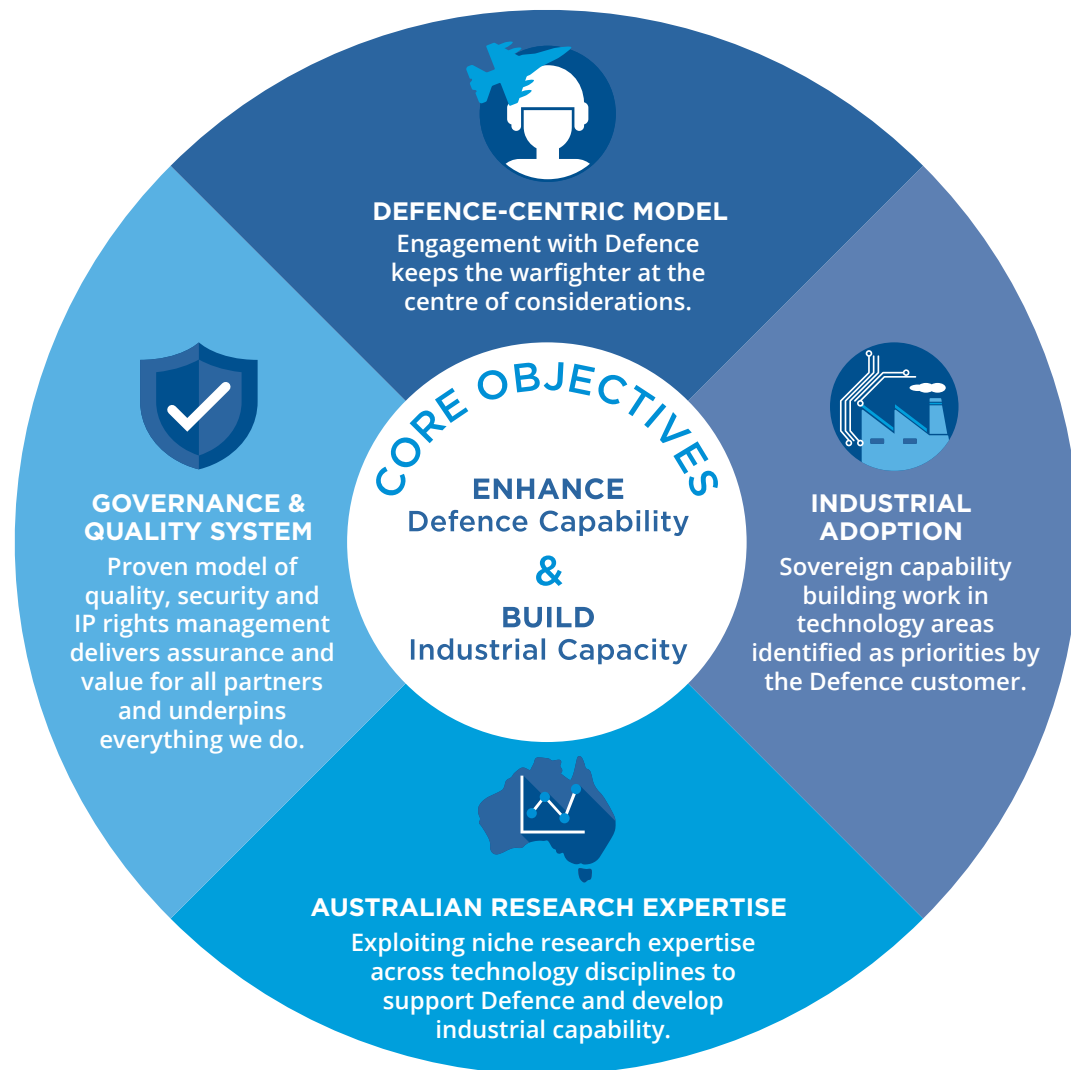 DEFENCE-CENTRIC MODEL
Engagement with Defence
keeps the warfighter at the
centre of considerations.
GOVERNANCE &
QUALITY SYSTEM
Proven model of
quality, security and
IP rights management
delivers assurance and
value for all partners
and underpins
everything we do.
CORE OBJECTIVES
ENHANCE
Defence Capability
&
BUILD
Industrial Capacity
INDUSTRIAL
ADOPTION
Sovereign capability
building work in
technology areas
identified as priorities by
the Defence customer.
AUSTRALIAN RESEARCH EXPERTISE
Exploiting niche research expertise
across technology disciplines to
support Defence and develop
industrial capability.